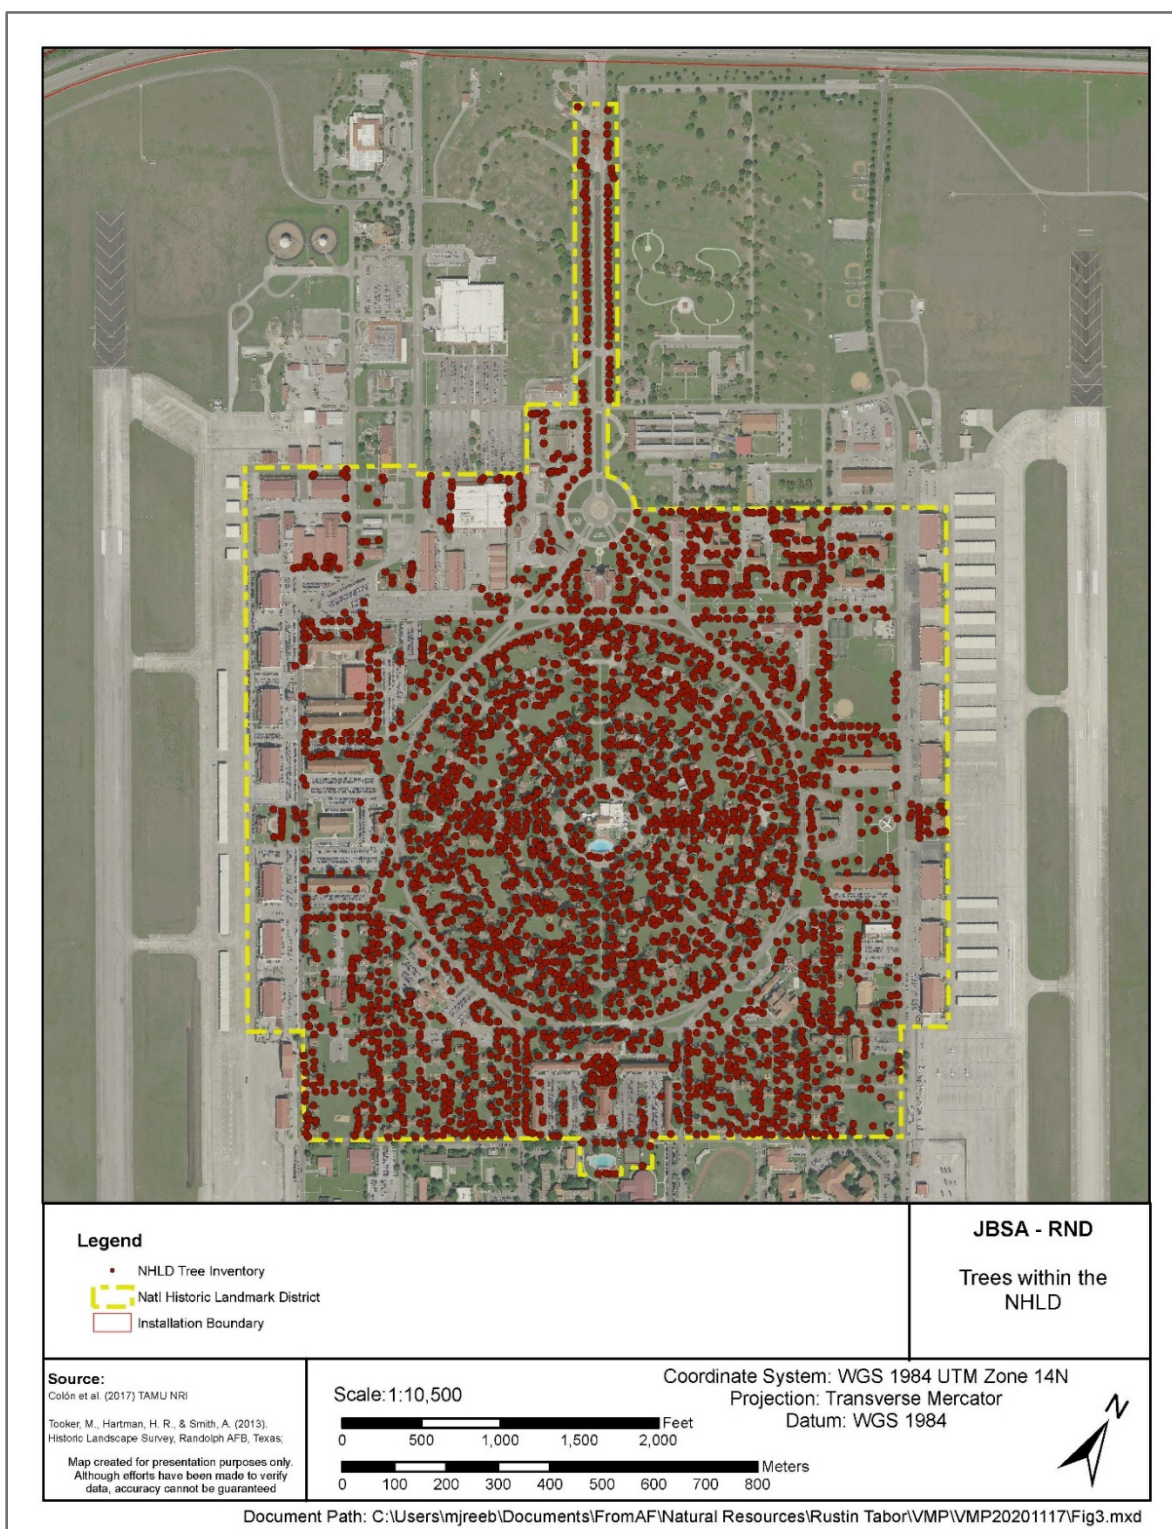 Legend
NHLD Tree Inventory
Natl Historic Landmark District
Installation Boundary
JBSA - RND
Trees within the
NHLD
Source:
Colón et al. (2017) TAMU NRI
Tooker, M., Hartman, H. R., & Smith, A. (2013).
Historic Landscape Survey, Randolph AFB, Texas;
Map created for presentation purposes only.
Although efforts have been made to verify
data, accuracy cannot be guaranteed
Scale:1:10,500
Feet
0 500 1,000 1,500 2,000
Meters
0 100 200 300 400 500 600 700 800
Coordinate System: WGS 1984 UTM Zone 14N
Projection: Transverse Mercator
Datum: WGS 1984
N
Document Path: C:\Users\mjreeb\Documents\FromAF\Natural Resources\Rustin Tabor\VMP\VMP20201117\Fig3.mxd